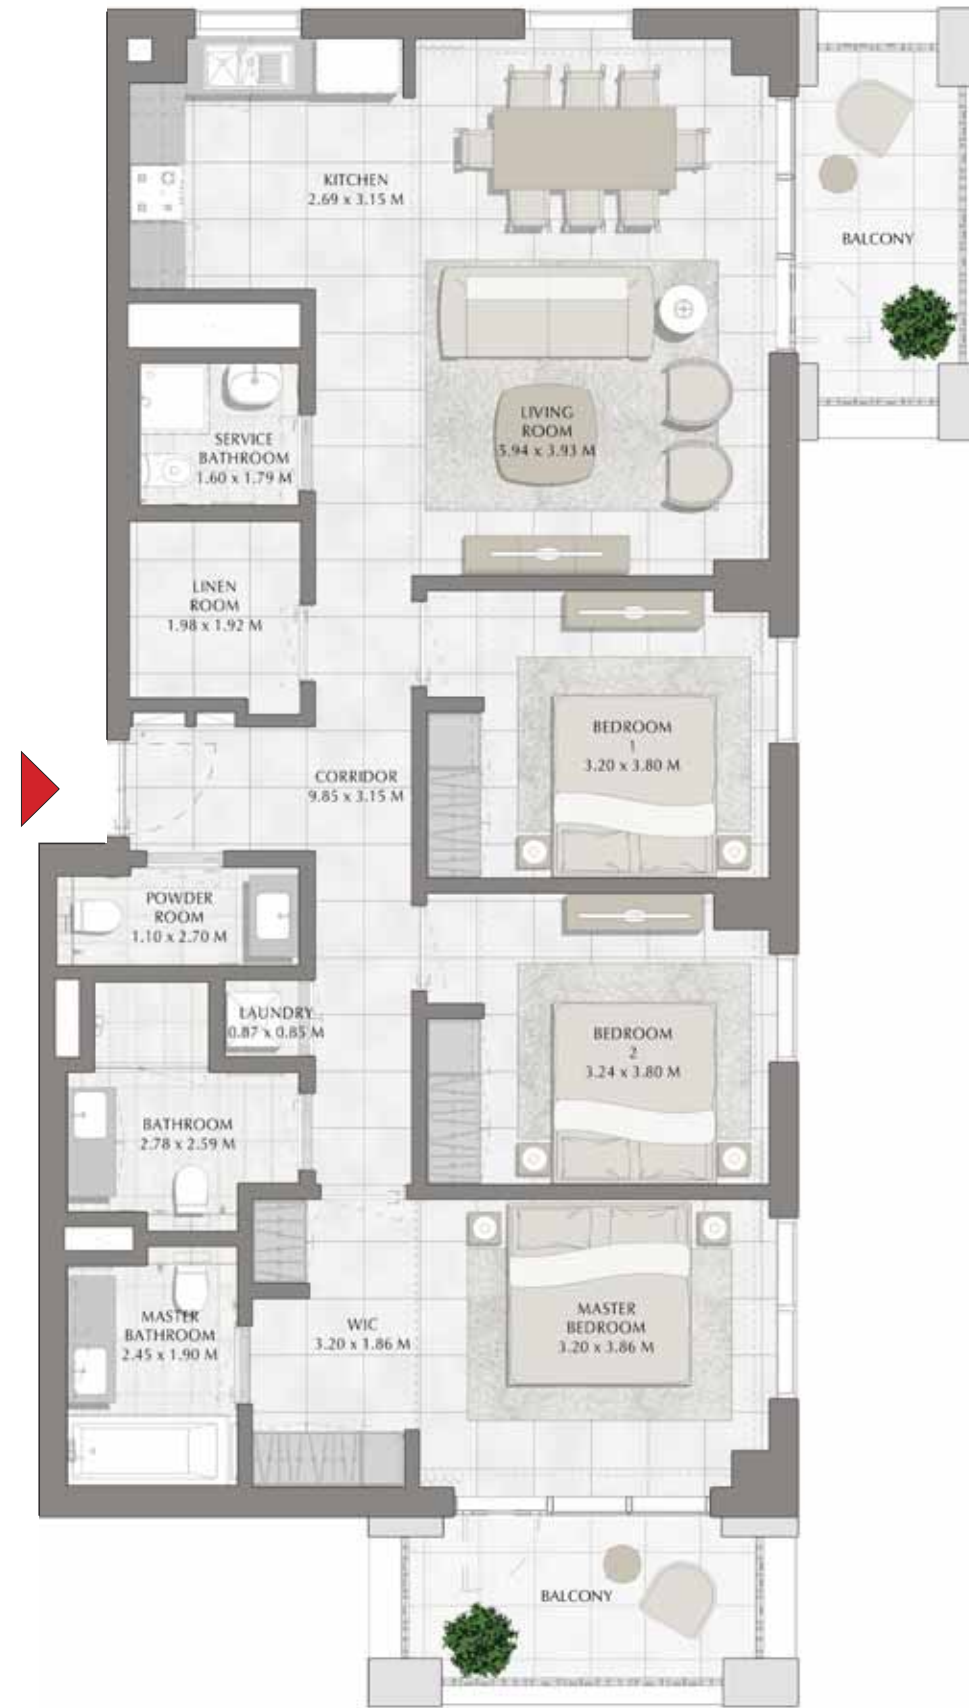 KITCHEN
2.69 x 3.15 M
BALCONY
LIVING
ROOM
5.94 x 3.93 M
SERVICE
BATHROOM
1.60 x 1.79 M
LINEN
ROOM
1.98 x 1.92 M
BEDROOM
1
3.20 x 3.80 M
CORRIDOR
9.85 x 3.15 M
POWDER
ROOM
1.10 x 2.70 M
LAUNDRY
0.87 x 0.85 M
BEDROOM
2
3.24 x 3.80 M
BATHROOM
2.78 x 2.59 M
MASTER
BATHROOM
2.45 x 1.90 M
WIC
3.20 x 1.86 M
MASTER
BEDROOM
3.20 x 3.86 M
BALCONY